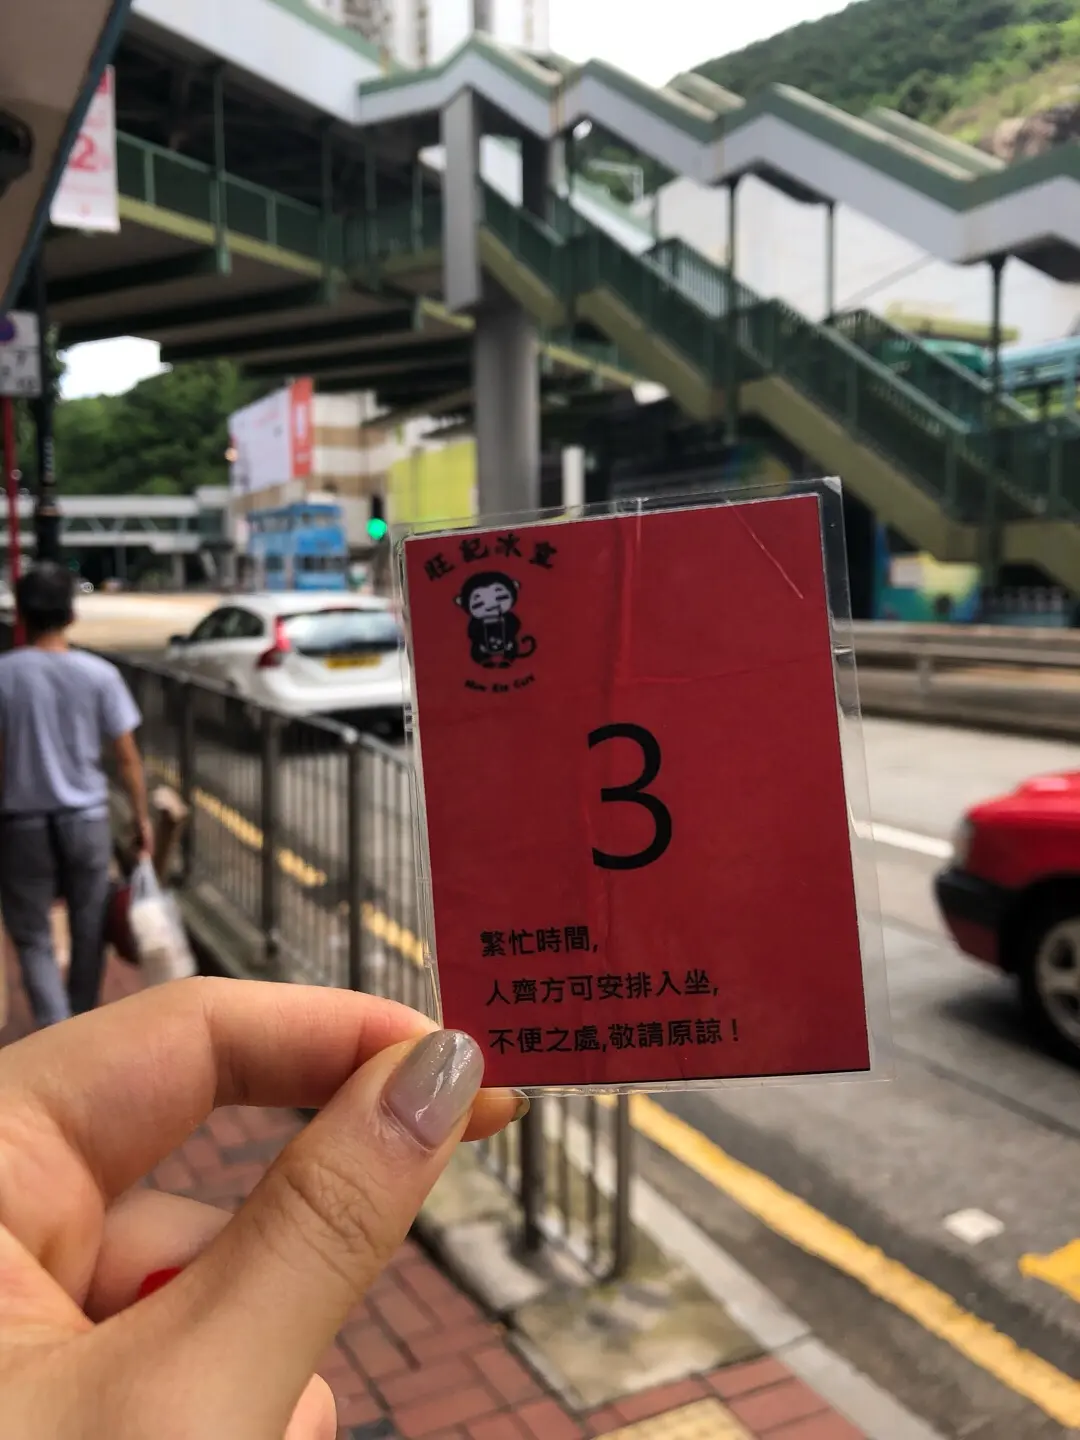 旺記冰室
3
繁忙時間,
人齊方可安排入坐,
不便之處,敬請原諒！
2